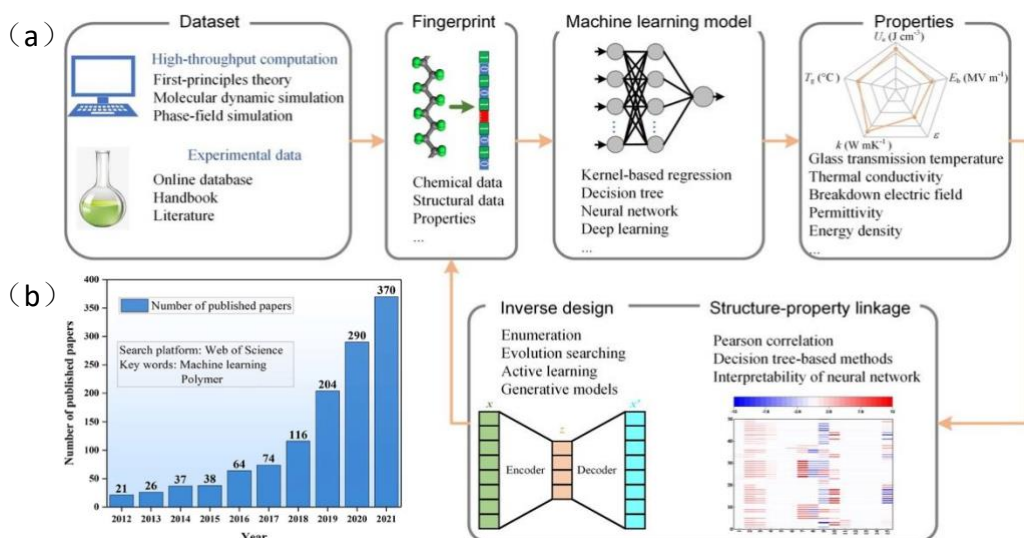 (a)
Dataset
High-throughput computation
First-principles theory
Molecular dynamic simulation
Phase-field simulation
Experimental data
Online database
Handbook
Literature
Fingerprint
Chemical data
Structural data
Properties
...
Machine learning model
Kernel-based regression
Decision tree
Neural network
Deep learning
...
Properties
Uₑ (J cm⁻³)
Tg (°C)
Eb (MV m⁻¹)
k (W mK⁻¹)
ε
Glass transmission temperature
Thermal conductivity
Breakdown electric field
Permittivity
Energy density
...
(b)
Number of published papers
Number of published papers
Search platform: Web of Science
Key words: Machine learning
Polymer
400
350
300
250
200
150
100
50
0
21
26
37
38
64
74
116
204
290
370
2012
2013
2014
2015
2016
2017
2018
2019
2020
2021
Year
Inverse design
Enumeration
Evolution searching
Active learning
Generative models
x
z
x'
Encoder
Decoder
Structure-property linkage
Pearson correlation
Decision tree-based methods
Interpretability of neural network